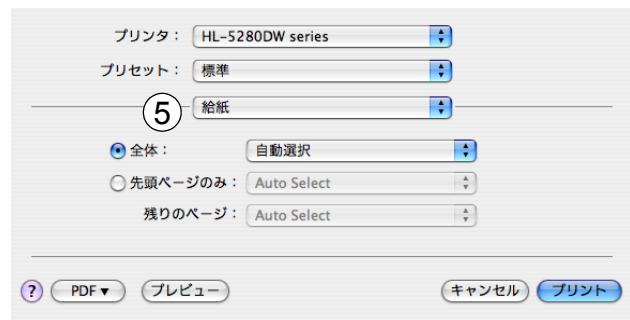 プリンタ： HL-5280DW series
プリセット： 標準
⑤ 給紙
全体： 自動選択
先頭ページのみ： Auto Select
残りのページ： Auto Select
? PDF▼ プレビュー キャンセル プリント